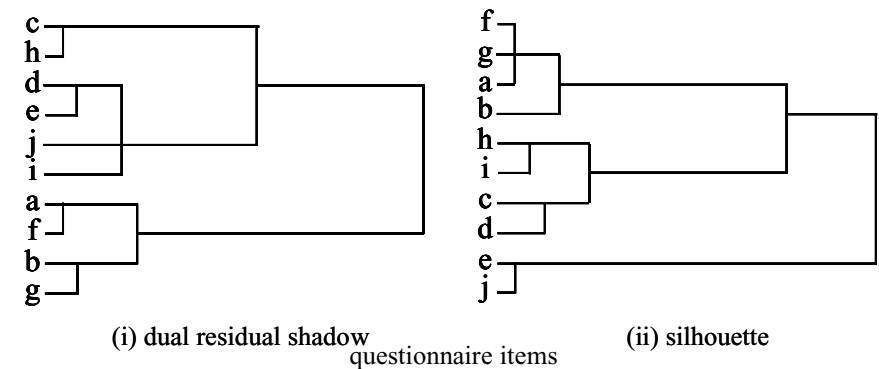 c
h
d
e
j
i
a
f
b
g
(i) dual residual shadow
f
g
a
b
h
i
c
d
e
j
(ii) silhouette
questionnaire items